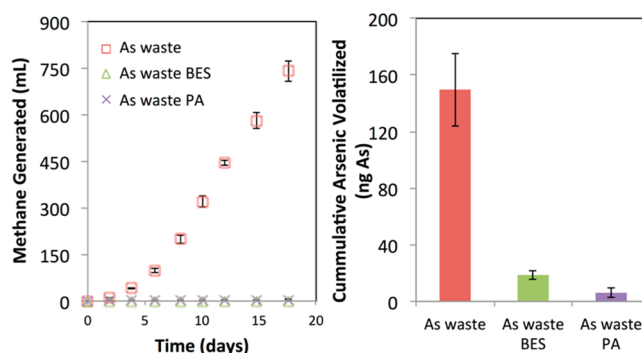 Methane Generated (mL)
900
750
600
450
300
150
0
As waste
As waste BES
As waste PA
0
5
10
15
20
Time (days)
Cummulative Arsenic Volatilized
(ng As)
200
160
120
80
40
0
As waste
As waste
BES
As waste
PA